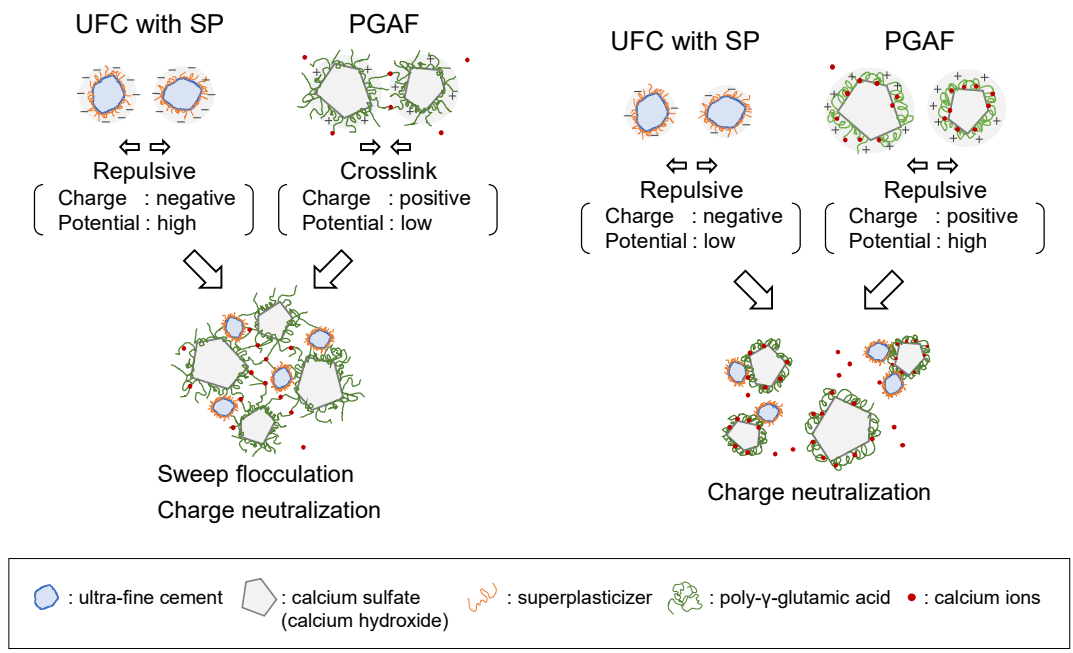 UFC with SP
PGAF
Repulsive
Charge : negative
Potential : high
Crosslink
Charge : positive
Potential : low
Sweep flocculation
Charge neutralization
UFC with SP
PGAF
Repulsive
Charge : negative
Potential : low
Repulsive
Charge : positive
Potential : high
Charge neutralization
: ultra-fine cement
: calcium sulfate
(calcium hydroxide)
: superplasticizer
: poly-γ-glutamic acid
: calcium ions